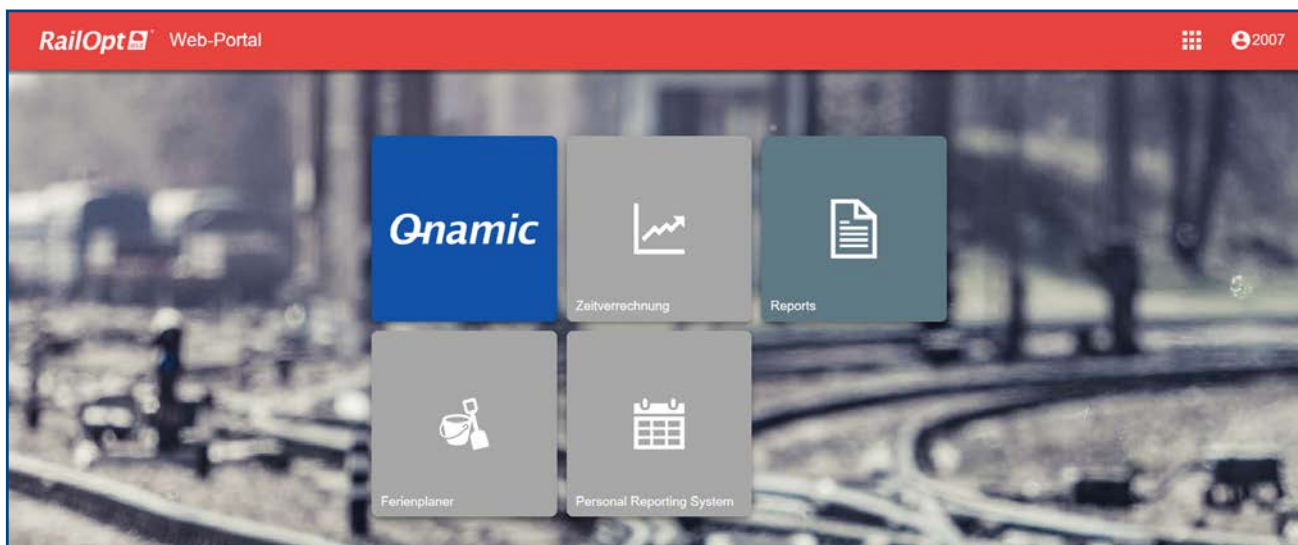 RailOpt Web-Portal 2007
Qnamic
Zeitverrechnung Reports
Ferienplaner Personal Reporting System